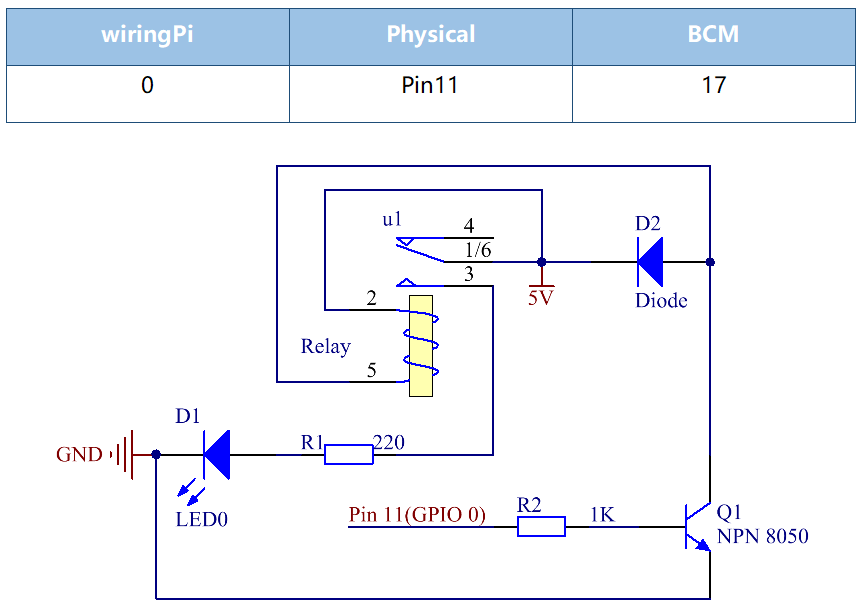 wiringPi Physical BCM
0 Pin11 17
u1
4
1/6
3
D2
Diode
5V
2
Relay
5
D1
GND
R1 220
LED0
Pin 11(GPIO 0)
R2
1K
Q1
NPN 8050